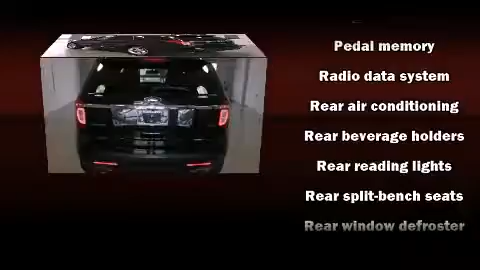 Pedal memory
Radio data system
Rear air conditioning
Rear beverage holders
Rear reading lights
Rear split-bench seats
Rear window defroster